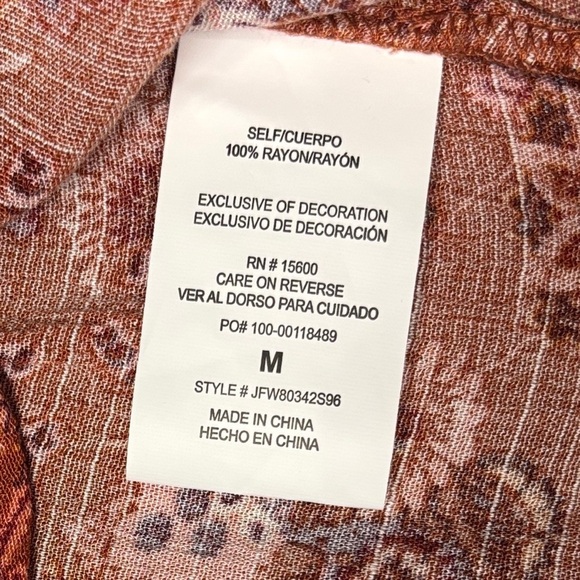 SELF/CUERPO
100% RAYON/RAYÓN
EXCLUSIVE OF DECORATION
EXCLUSIVO DE DECORACIÓN
RN # 15600
CARE ON REVERSE
VER AL DORSO PARA CUIDADO
PO# 100-00118489
M
STYLE # JFW80342S96
MADE IN CHINA
HECHO EN CHINA